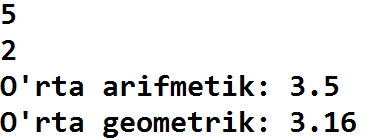 5
2
O'rta arifmetik: 3.5
O'rta geometrik: 3.16